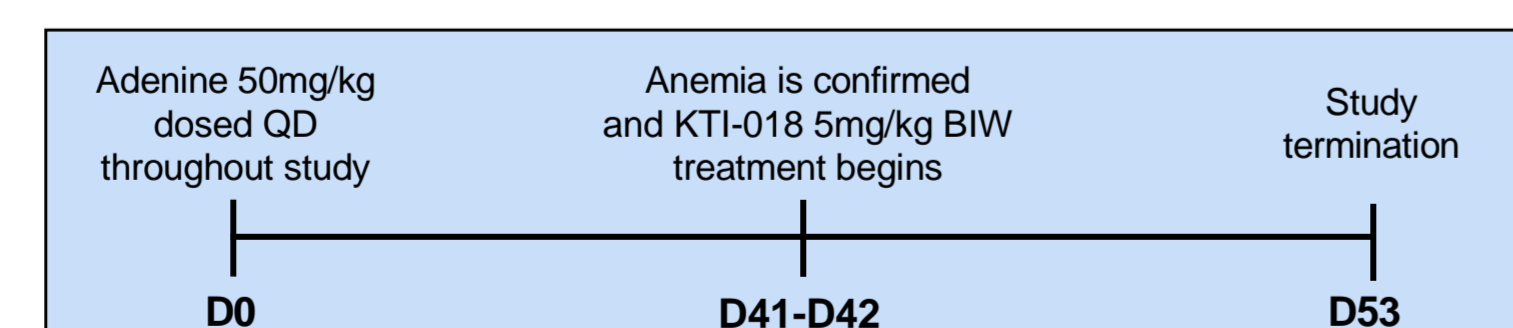 Adenine 50mg/kg
dosed QD
throughout study
Anemia is confirmed
and KTI-018 5mg/kg BIW
treatment begins
Study
termination
D0
D41-D42
D53